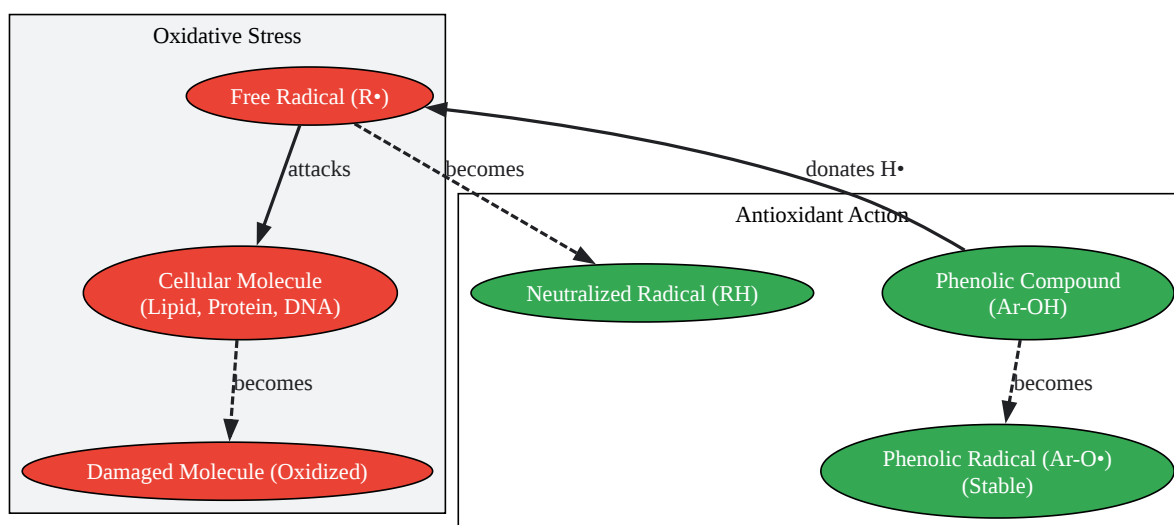 Oxidative Stress
Free Radical (R•)
attacks
becomes
donates H•
Antioxidant Action
Cellular Molecule
(Lipid, Protein, DNA)
Neutralized Radical (RH)
Phenolic Compound
(Ar-OH)
becomes
becomes
Damaged Molecule (Oxidized)
Phenolic Radical (Ar-O•)
(Stable)